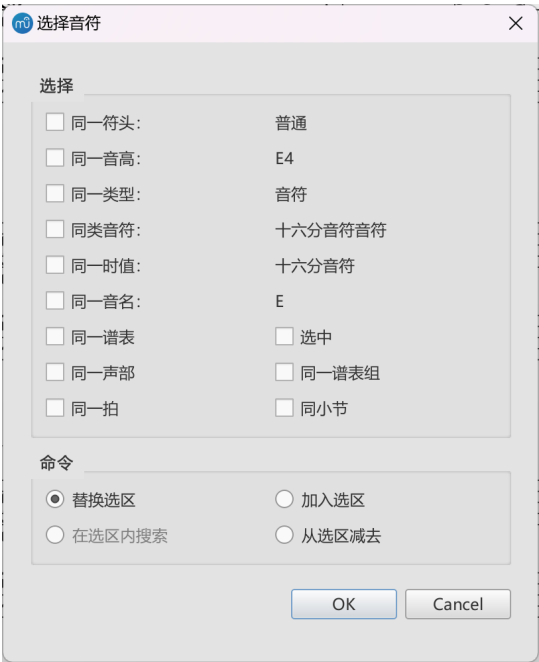 选择音符
选择
同一符头: 普通
同一音高: E4
同一类型: 音符
同类音符: 十六分音符音符
同一时值: 十六分音符
同一音名: E
同一谱表 选中
同一声部 同一谱表组
同一拍 同小节
命令
替换选区 加入选区
在选区内搜索 从选区减去
OK Cancel